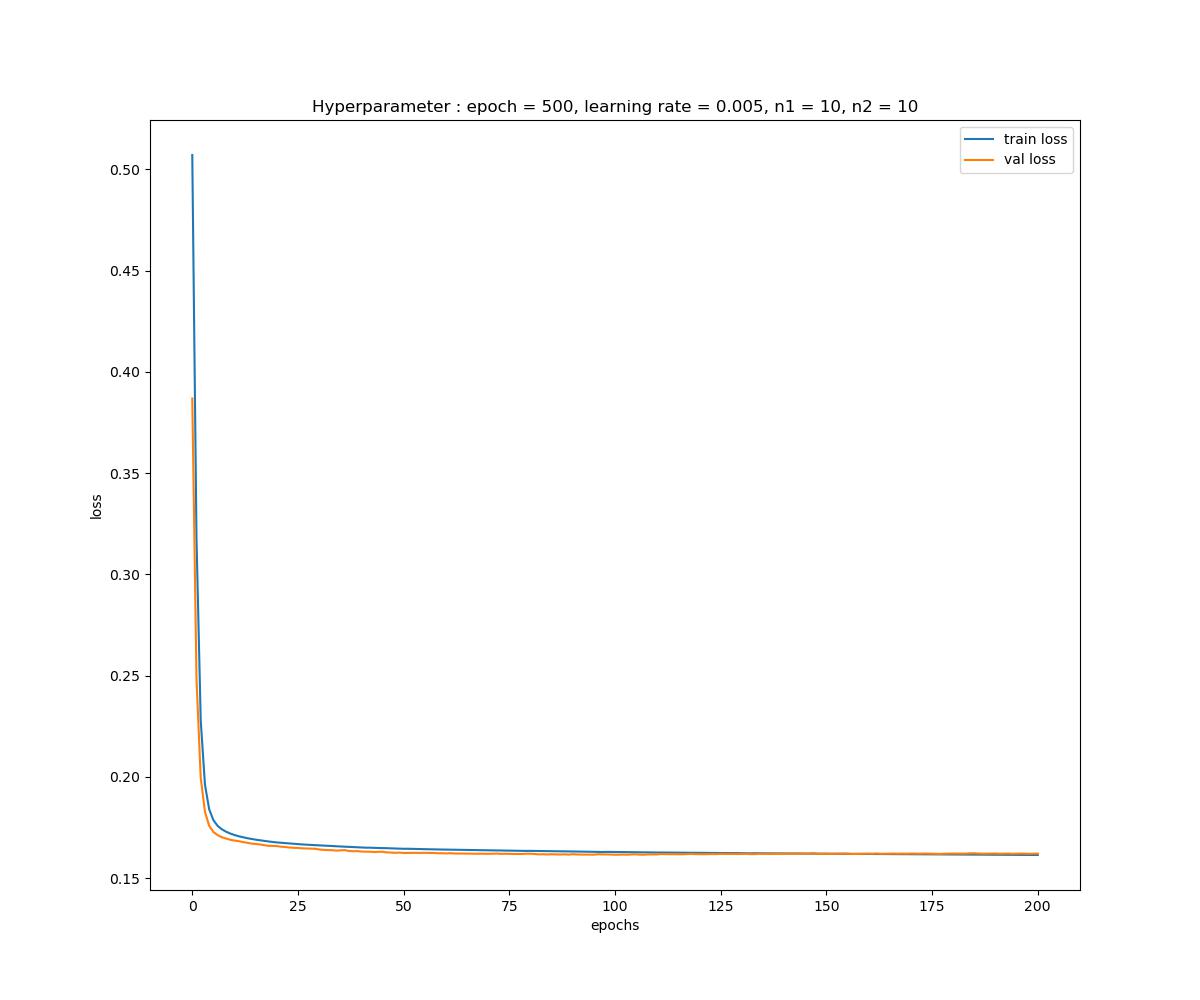 Hyperparameter : epoch = 500, learning rate = 0.005, n1 = 10, n2 = 10
train loss
val loss
0.50
0.45
0.40
0.35
0.30
0.25
0.20
0.15
loss
0 25 50 75 100 125 150 175 200
epochs